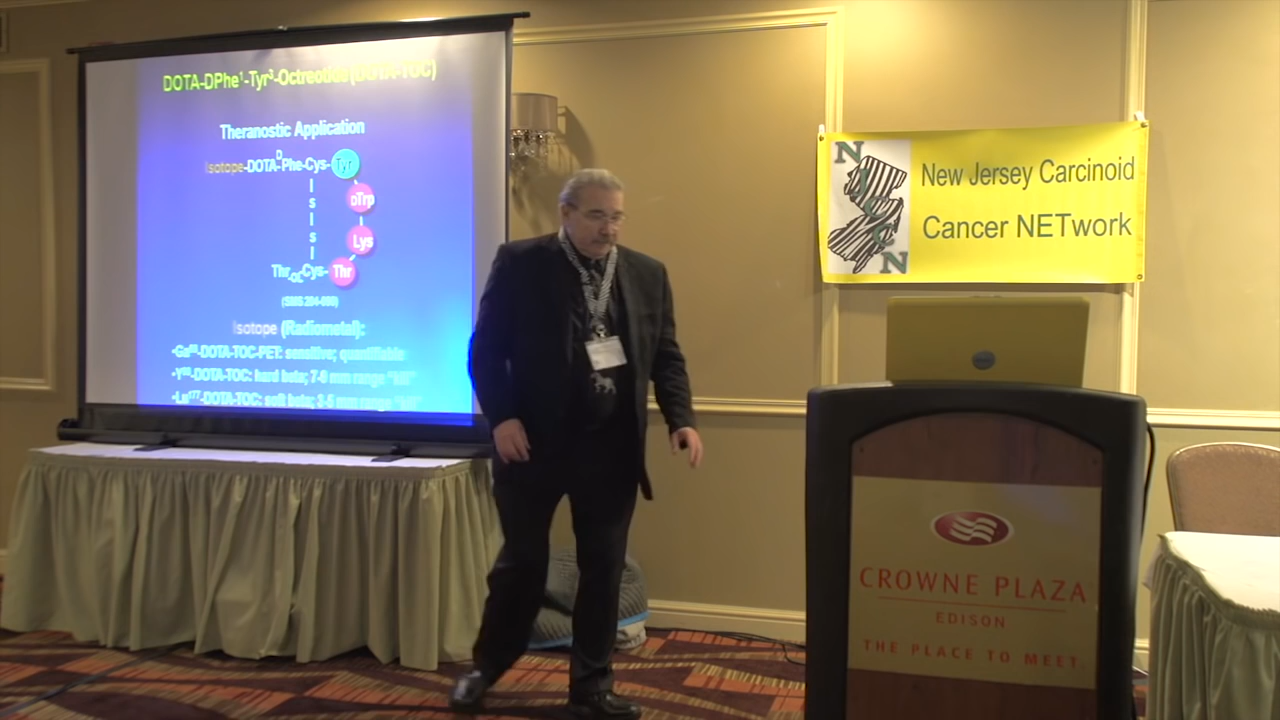 DOTA-DPhe¹-Tyr³-Octreotide (DOTA-TOC)
Theranostic Application
Isotope-DOTA-DPhe-Cys-Tyr
DTrp
S
S
Lys
Thr-OL Cys-Thr
Isotope (Radiometal):
-Ga⁶⁸-DOTA-TOC-PET: sensitive; quantifiable
-Y⁹⁰-DOTA-TOC: hard beta; 7-9 mm range
-Lu¹⁷⁷-DOTA-TOC: soft beta; 3-5 mm range
NJCCN
New Jersey Carcinoid
Cancer NETwork
DELL
CROWNE PLAZA
EDISON
THE PLACE TO MEET.